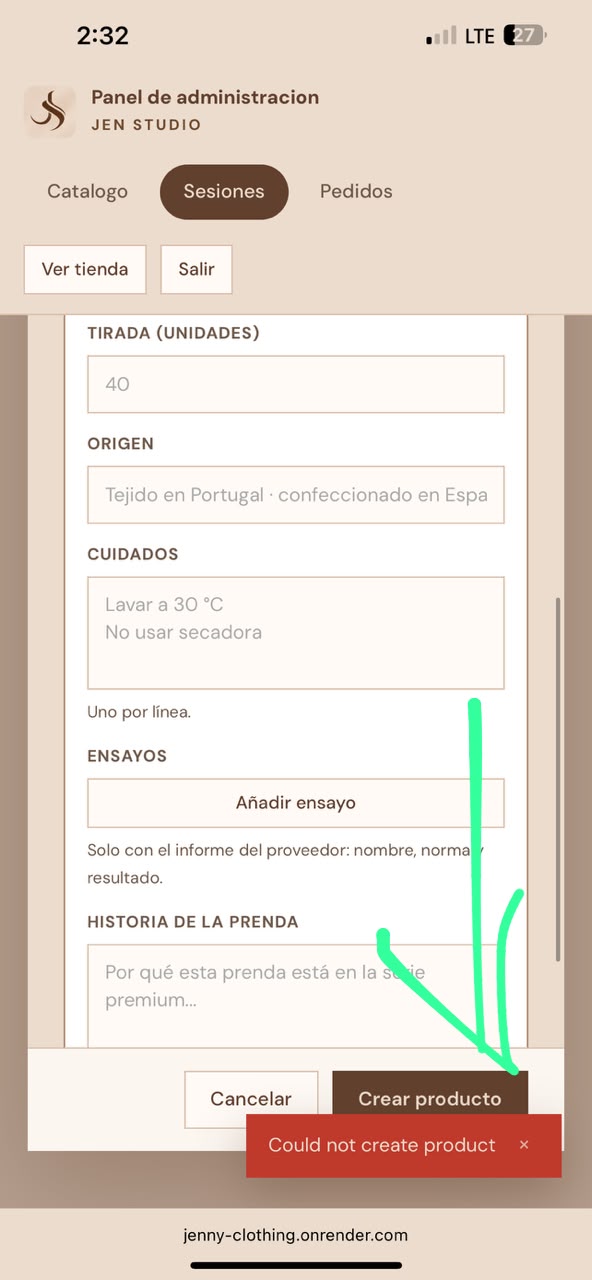 2:32
LTE
27
Panel de administracion
JEN STUDIO
Catalogo
Sesiones
Pedidos
Ver tienda
Salir
TIRADA (UNIDADES)
40
ORIGEN
Tejido en Portugal · confeccionado en Espa
CUIDADOS
Lavar a 30 °C
No usar secadora
Uno por línea.
ENSAYOS
Añadir ensayo
Solo con el informe del proveedor: nombre, norma y
resultado.
HISTORIA DE LA PRENDA
Por qué esta prenda está en la serie
premium...
Cancelar
Crear producto
Could not create product ×
jenny-clothing.onrender.com